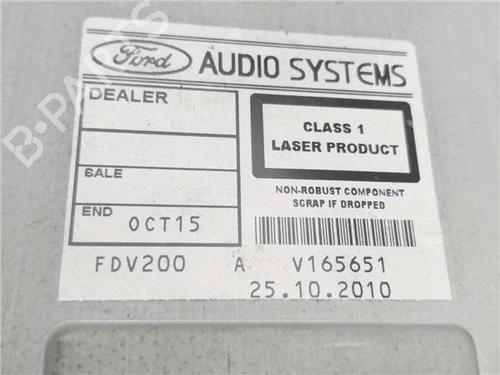 Ford AUDIO SYSTEMS
DEALER
SALE
END OCT15
CLASS 1
LASER PRODUCT
NON-ROBUST COMPONENT
SCRAP IF DROPPED
FDV200 A V165651
25.10.2010
B-PARTS